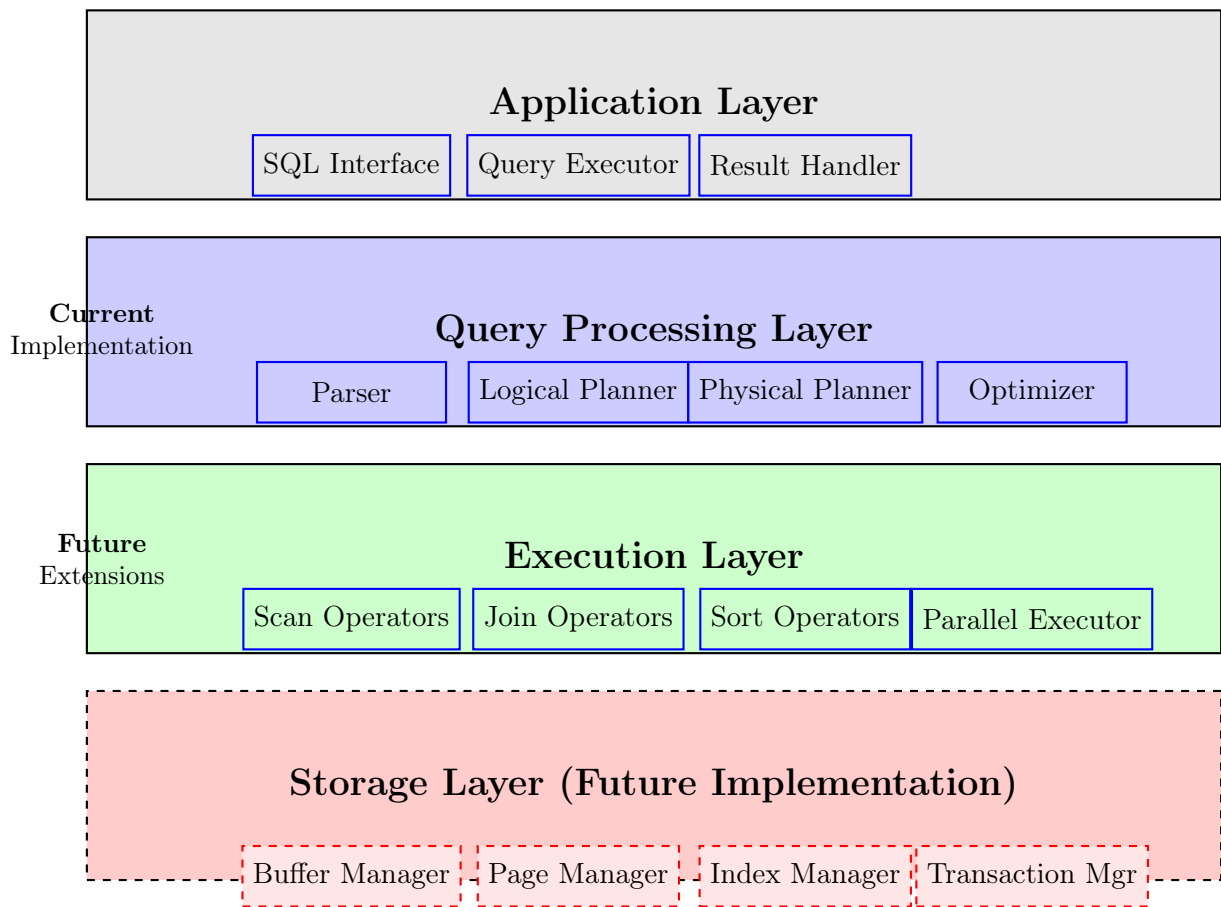 Application Layer
SQL Interface
Query Executor
Result Handler
Current
Implementation
Query Processing Layer
Parser
Logical Planner
Physical Planner
Optimizer
Future
Extensions
Execution Layer
Scan Operators
Join Operators
Sort Operators
Parallel Executor
Storage Layer (Future Implementation)
Buffer Manager
Page Manager
Index Manager
Transaction Mgr